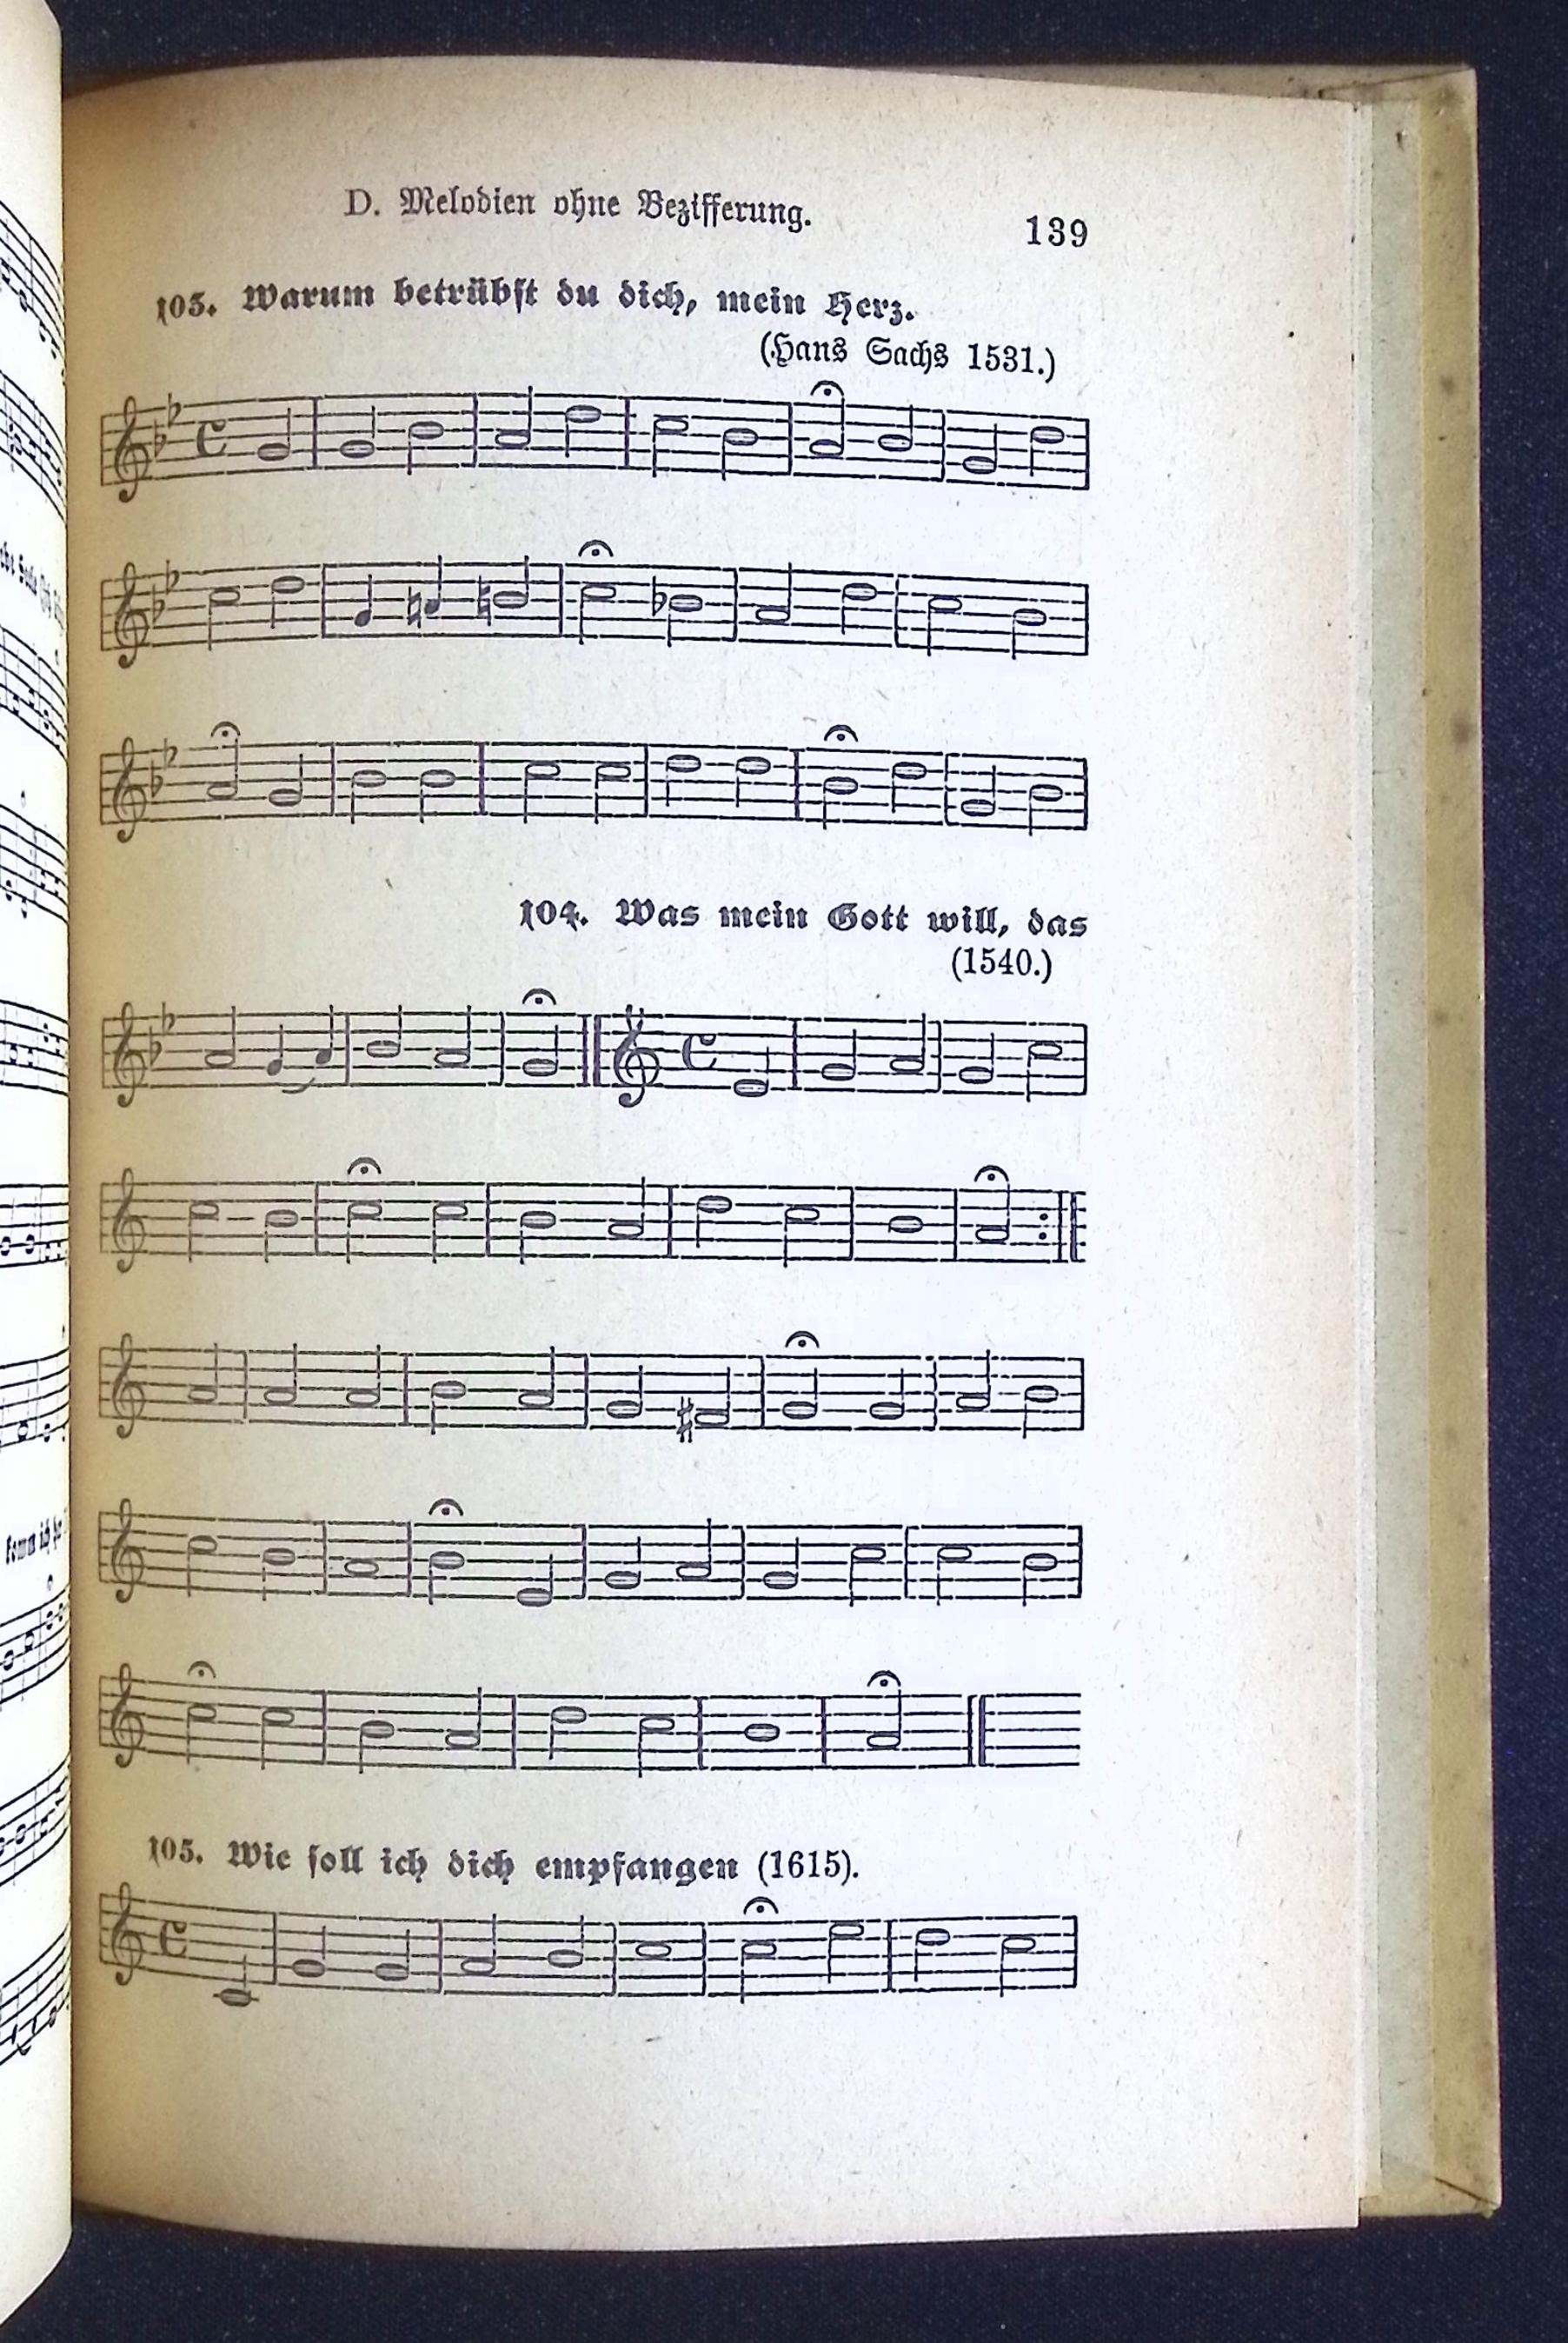 D. Melodien ohne Bezifferung.
139
103. Warum betrübst du dich, mein Herz.
(Hans Sachs 1531.)
104. Was mein Gott will, das
(1540.)
105. Wie soll ich dich empfangen (1615).